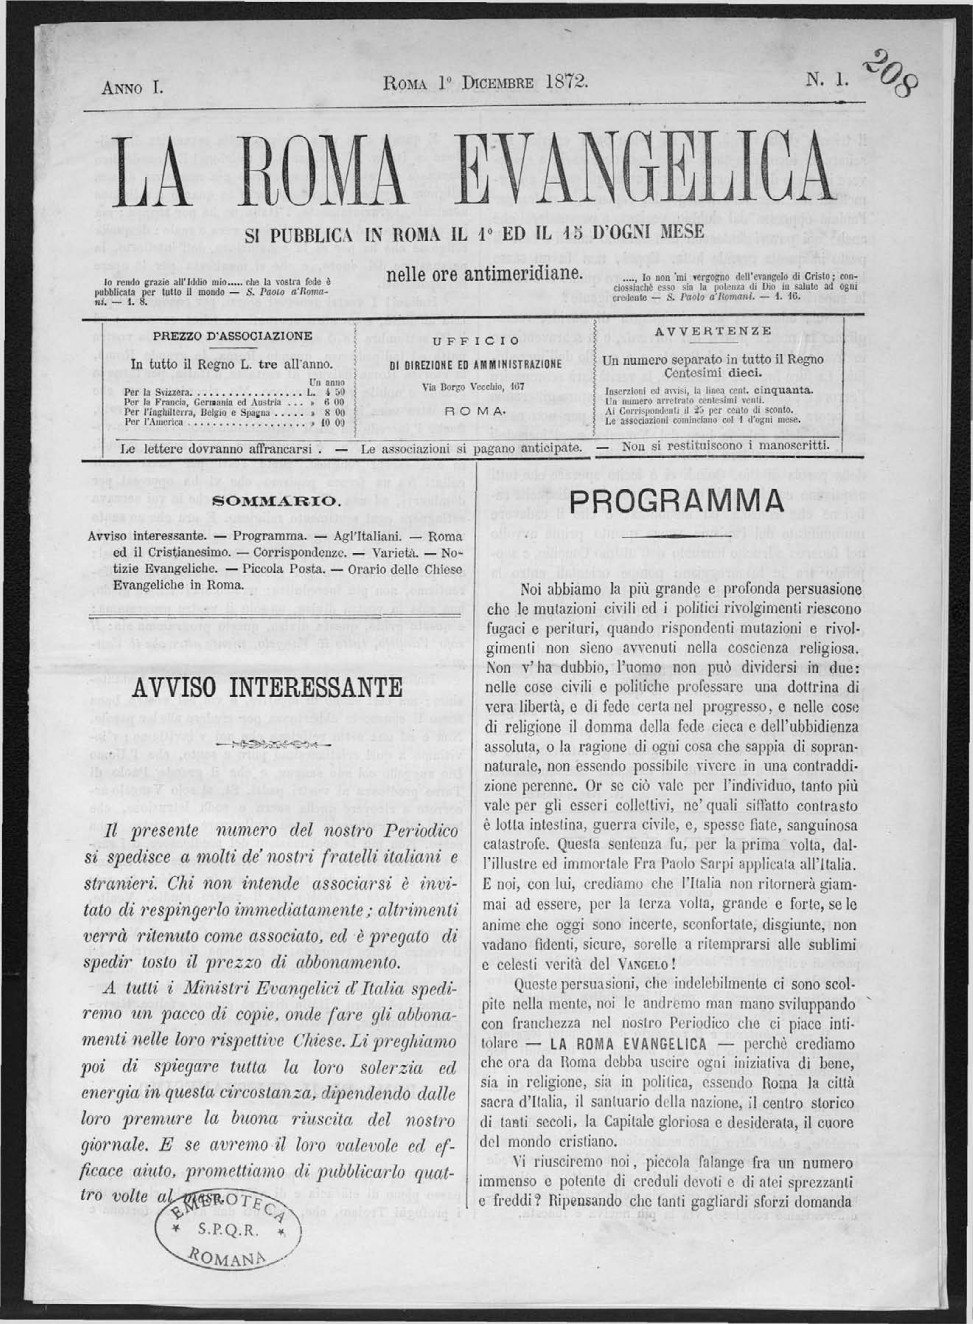 ANNO I.
ROMA 1° DICEMBRE 1872.
N. 1.
208
LA ROMA EVANGELICA
SI PUBBLICA IN ROMA IL 1° ED IL 15 D'OGNI MESE
nelle ore antimeridiane.
Io rendo grazie all'Iddio mio..... che la vostra fede è
pubblicata per tutto il mondo — S. Paolo a'Roma-
ni. — 1. 8.
...., Io non mi vergogno dell'evangelo di Cristo; con-
ciossiachè esso sia la potenza di Dio in salute ad ogni
credente — S. Paolo a'Romani. — 1. 16.
PREZZO D'ASSOCIAZIONE
In tutto il Regno L. tre all'anno.
Un anno
Per la Svizzera. . . . . . . . . . . . . . . . . L. 4 50
Per la Francia, Germania ed Austria . . . » 6 00
Per l'Inghilterra, Belgio e Spagna . . . . . » 8 00
Per l'America . . . . . . . . . . . . . . . . . . » 10 00
UFFICIO
DI DIREZIONE ED AMMINISTRAZIONE
Via Borgo Vecchio, 167
ROMA.
AVVERTENZE
Un numero separato in tutto il Regno
Centesimi dieci.
Inserzioni ed avvisi, la linea cent. cinquanta.
Un numero arretrato centesimi venti.
Ai Corrispondenti il 25 per cento di sconto.
Le associazioni cominciano col 1 d'ogni mese.
Le lettere dovranno affrancarsi . — Le associazioni si pagano anticipate. — Non si restituiscono i manoscritti.
SOMMARIO.
Avviso interessante. — Programma. — Agl'Italiani. — Roma
ed il Cristianesimo. — Corrispondenze. — Varietà. — No-
tizie Evangeliche. — Piccola Posta. — Orario delle Chiese
Evangeliche in Roma.
AVVISO INTERESSANTE
Il presente numero del nostro Periodico
si spedisce a molti de' nostri fratelli italiani e
stranieri. Chi non intende associarsi è invi-
tato di respingerlo immediatamente; altrimenti
verrà ritenuto come associato, ed è pregato di
spedir tosto il prezzo di abbonamento.
A tutti i Ministri Evangelici d'Italia spedi-
remo un pacco di copie, onde fare gli abbona-
menti nelle loro rispettive Chiese. Li preghiamo
poi di spiegare tutta la loro solerzia ed
energia in questa circostanza, dipendendo dalle
loro premure la buona riuscita del nostro
giornale. E se avremo il loro valevole ed ef-
ficace aiuto, promettiamo di pubblicarlo quat-
tro volte al mese.
EMEROTECA
* S.P.Q.R. *
ROMANA
PROGRAMMA
Noi abbiamo la più grande e profonda persuasione
che le mutazioni civili ed i politici rivolgimenti riescono
fugaci e perituri, quando rispondenti mutazioni e rivol-
gimenti non sieno avvenuti nella coscienza religiosa.
Non v'ha dubbio, l'uomo non può dividersi in due:
nelle cose civili e politiche professare una dottrina di
vera libertà, e di fede certa nel progresso, e nelle cose
di religione il domma della fede cieca e dell'ubbidienza
assoluta, o la ragione di ogni cosa che sappia di sopran-
naturale, non essendo possibile vivere in una contraddi-
zione perenne. Or se ciò vale per l'individuo, tanto più
vale per gli esseri collettivi, ne' quali siffatto contrasto
è lotta intestina, guerra civile, e, spesse fiate, sanguinosa
catastrofe. Questa sentenza fu, per la prima volta, dal-
l'illustre ed immortale Fra Paolo Sarpi applicata all'Italia.
E noi, con lui, crediamo che l'Italia non ritornerà giam-
mai ad essere, per la terza volta, grande e forte, se le
anime che oggi sono incerte, sconfortate, disgiunte, non
vadano fidenti, sicure, sorelle a ritemprarsi alle sublimi
e celesti verità del VANGELO!
Queste persuasioni, che indelebilmente ci sono scol-
pite nella mente, noi le andremo man mano sviluppando
con franchezza nel nostro Periodico che ci piace inti-
tolare — LA ROMA EVANGELICA — perchè crediamo
che ora da Roma debba uscire ogni iniziativa di bene,
sia in religione, sia in politica, essendo Roma la città
sacra d'Italia, il santuario della nazione, il centro storico
di tanti secoli, la Capitale gloriosa e desiderata, il cuore
del mondo cristiano.
Vi riusciremo noi, piccola falange fra un numero
immenso e potente di creduli devoti e di atei sprezzanti
e freddi? Ripensando che tanti gagliardi sforzi domanda